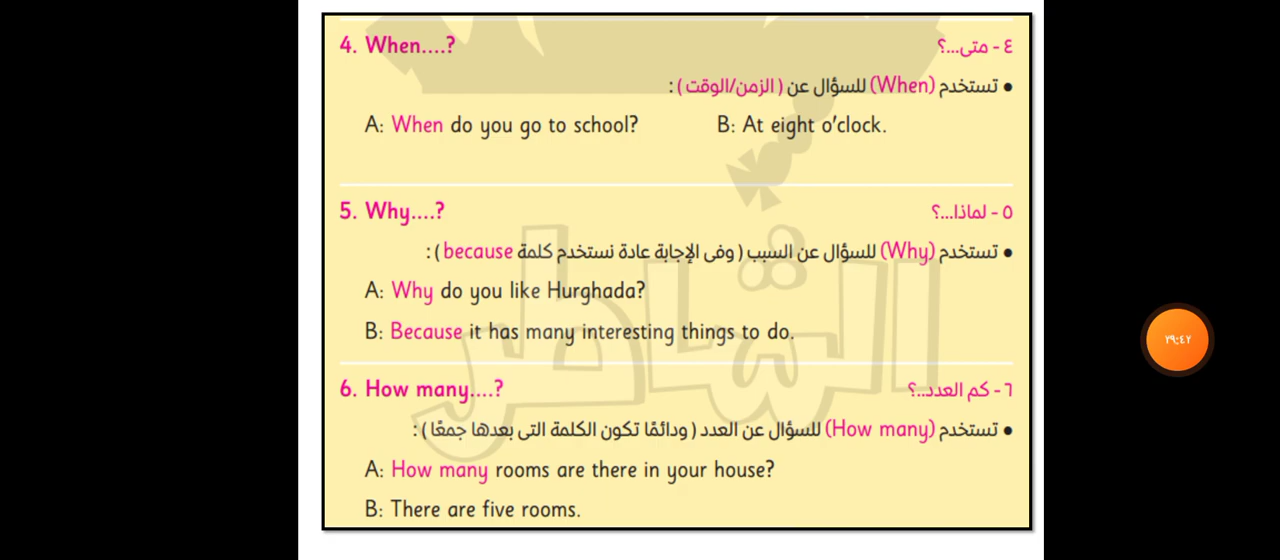 4. When....?
٤ - متى...؟
• تستخدم (When) للسؤال عن ( الزمن/الوقت ) :
A: When do you go to school? B: At eight o'clock.
5. Why....?
٥ - لماذا...؟
• تستخدم (Why) للسؤال عن السبب ( وفى الإجابة عادة نستخدم كلمة because ) :
A: Why do you like Hurghada?
B: Because it has many interesting things to do.
6. How many....?
٦ - كم العدد...؟
• تستخدم (How many) للسؤال عن العدد ( ودائمًا تكون الكلمة التى بعدها جمعًا ) :
A: How many rooms are there in your house?
B: There are five rooms.
الشاطر
٢٩:٤٢